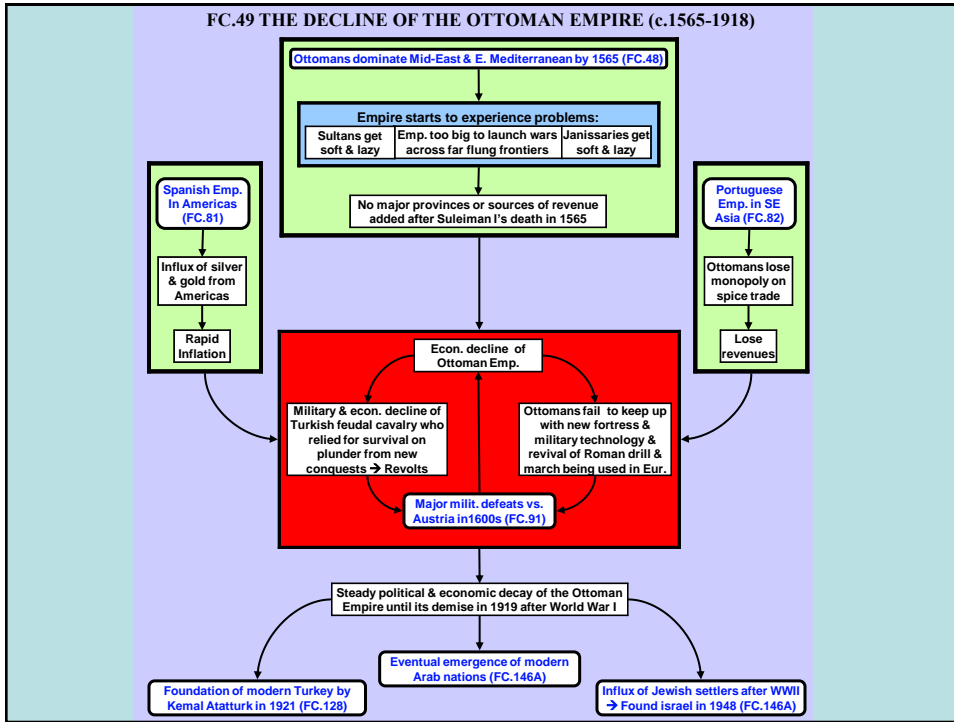 FC.49 THE DECLINE OF THE OTTOMAN EMPIRE (c.1565-1918)
Ottomans dominate Mid-East & E. Mediterranean by 1565 (FC.48)
Empire starts to experience problems:
Sultans get
soft & lazy
Emp. too big to launch wars
across far flung frontiers
Janissaries get
soft & lazy
No major provinces or sources of revenue
added after Suleiman I's death in 1565
Spanish Emp.
In Americas
(FC.81)
Influx of silver
& gold from
Americas
Rapid
Inflation
Portuguese
Emp. in SE
Asia (FC.82)
Ottomans lose
monopoly on
spice trade
Lose
revenues
Econ. decline of
Ottoman Emp.
Military & econ. decline of
Turkish feudal cavalry who
relied for survival on
plunder from new
conquests → Revolts
Ottomans fail to keep up
with new fortress &
military technology &
revival of Roman drill &
march being used in Eur.
Major milit. defeats vs.
Austria in1600s (FC.91)
Steady political & economic decay of the Ottoman
Empire until its demise in 1919 after World War I
Foundation of modern Turkey by
Kemal Atatturk in 1921 (FC.128)
Eventual emergence of modern
Arab nations (FC.146A)
Influx of Jewish settlers after WWII
→ Found israel in 1948 (FC.146A)